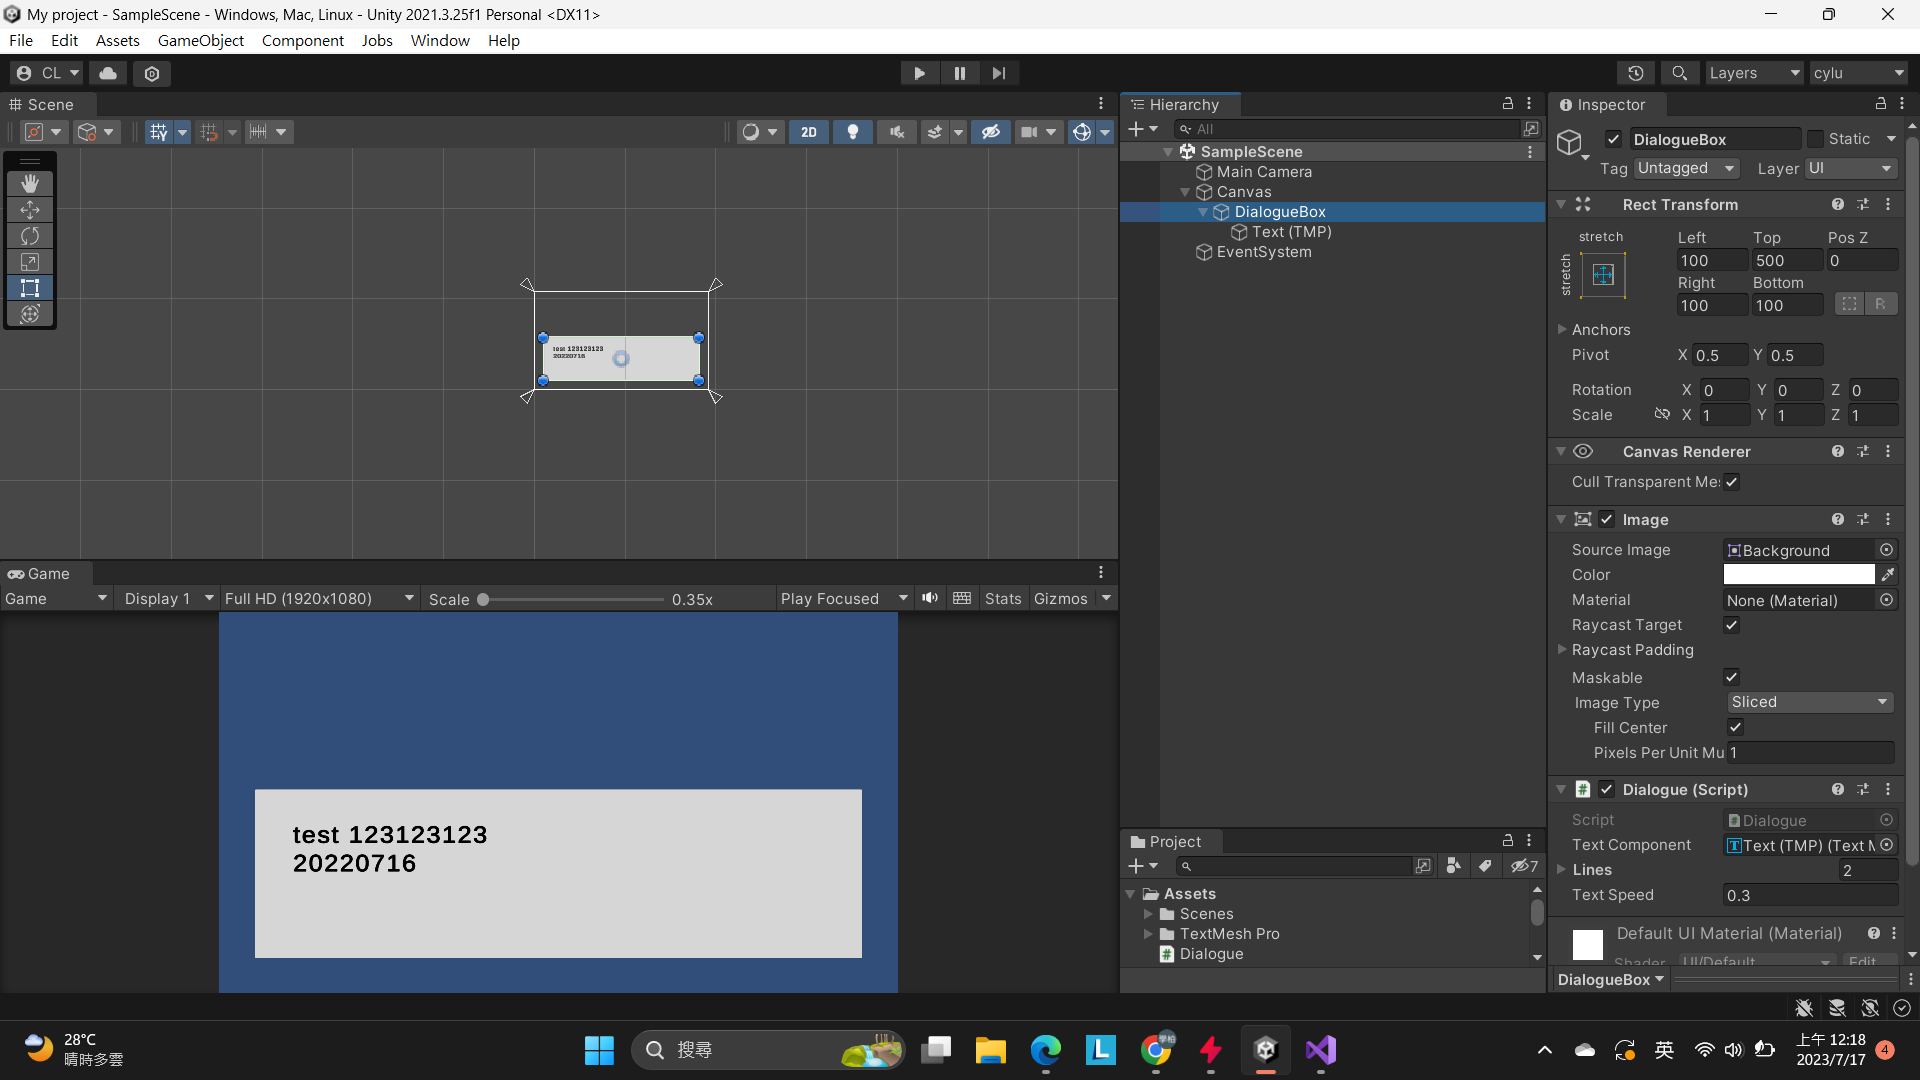 My project - SampleScene - Windows, Mac, Linux - Unity 2021.3.25f1 Personal <DX11>
File Edit Assets GameObject Component Jobs Window Help
CL
Layers
cylu
Scene
2D
test 123123123
20220716
Game
Game Display 1 Full HD (1920x1080) Scale 0.35x Play Focused Stats Gizmos
test 123123123
20220716
Hierarchy
All
SampleScene
Main Camera
Canvas
DialogueBox
Text (TMP)
EventSystem
Project
7
Assets
Scenes
TextMesh Pro
Dialogue
Inspector
DialogueBox Static
Tag Untagged Layer UI
Rect Transform
stretch
stretch
Left Top Pos Z
100 500 0
Right Bottom
100 100 R
Anchors
Pivot X 0.5 Y 0.5
Rotation X 0 Y 0 Z 0
Scale X 1 Y 1 Z 1
Canvas Renderer
Cull Transparent Me
Image
Source Image Background
Color
Material None (Material)
Raycast Target
Raycast Padding
Maskable
Image Type Sliced
Fill Center
Pixels Per Unit Mu 1
Dialogue (Script)
Script Dialogue
Text Component Text (TMP) (Text M
Lines 2
Text Speed 0.3
Default UI Material (Material)
Shader UI/Default Edit
DialogueBox
28°C
晴時多雲
搜尋
學柏
英
上午 12:18
2023/7/17
4